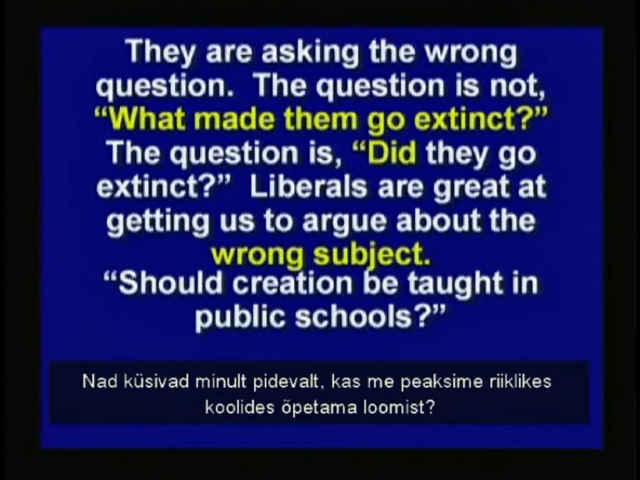 They are asking the wrong
question.  The question is not,
“What made them go extinct?”
The question is, “Did they go
extinct?”  Liberals are great at
getting us to argue about the
wrong subject.
“Should creation be taught in
public schools?”
Nad küsivad minult pidevalt, kas me peaksime riiklikes
koolides õpetama loomist?